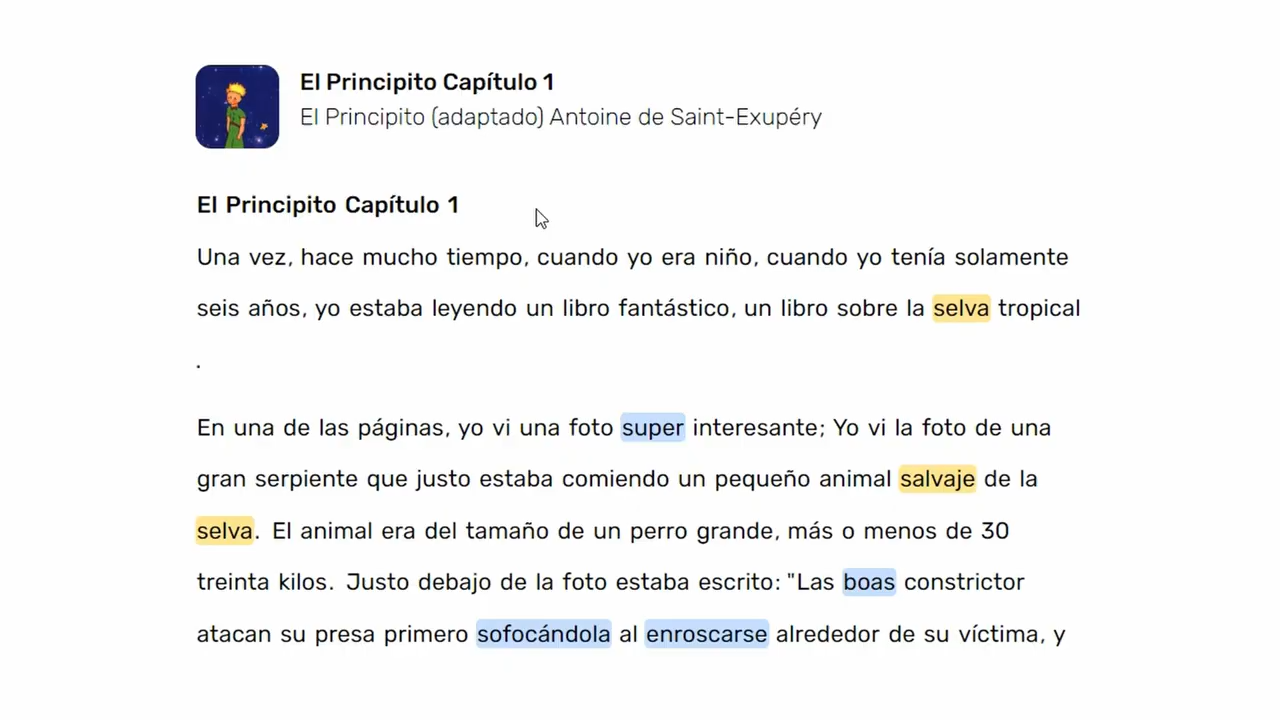 El Principito Capítulo 1
El Principito (adaptado) Antoine de Saint-Exupéry
El Principito Capítulo 1
Una vez, hace mucho tiempo, cuando yo era niño, cuando yo tenía solamente
seis años, yo estaba leyendo un libro fantástico, un libro sobre la selva tropical
.
En una de las páginas, yo vi una foto super interesante; Yo vi la foto de una
gran serpiente que justo estaba comiendo un pequeño animal salvaje de la
selva. El animal era del tamaño de un perro grande, más o menos de 30
treinta kilos. Justo debajo de la foto estaba escrito: "Las boas constrictor
atacan su presa primero sofocándola al enroscarse alrededor de su víctima, y